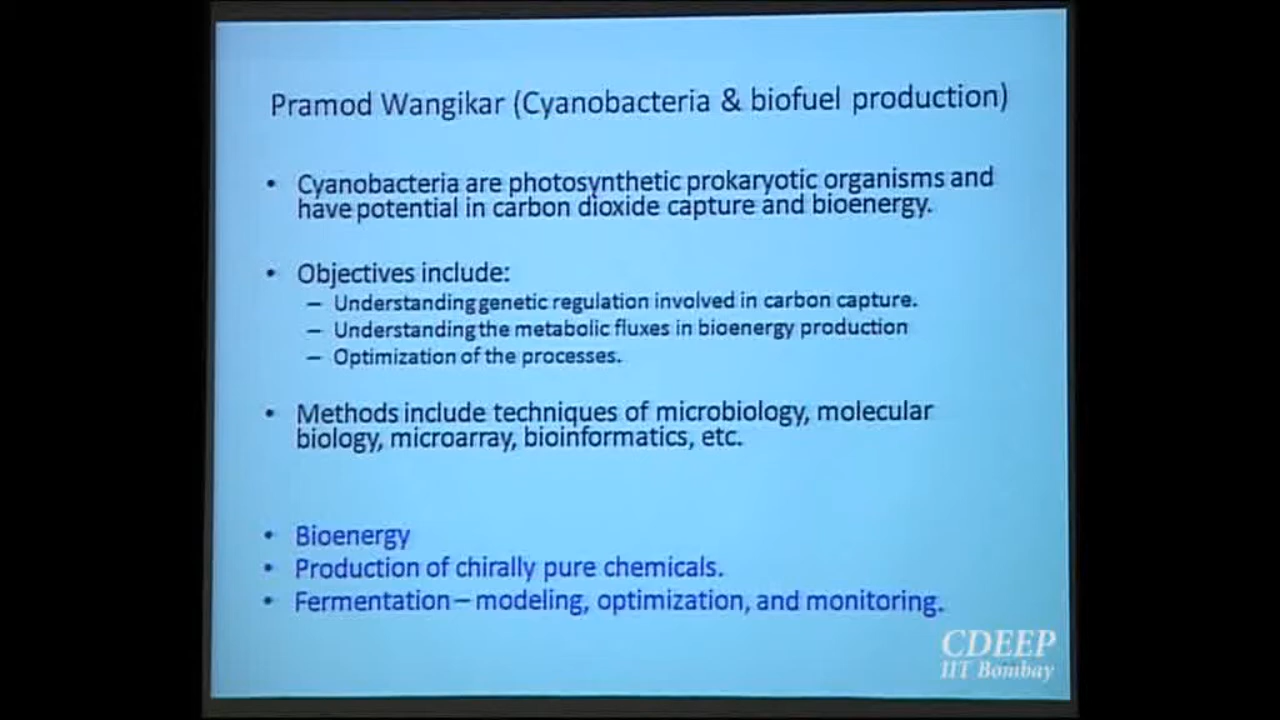 Pramod Wangikar (Cyanobacteria & biofuel production)
• Cyanobacteria are photosynthetic prokaryotic organisms and
have potential in carbon dioxide capture and bioenergy.
• Objectives include:
– Understanding genetic regulation involved in carbon capture.
– Understanding the metabolic fluxes in bioenergy production
– Optimization of the processes.
• Methods include techniques of microbiology, molecular
biology, microarray, bioinformatics, etc.
• Bioenergy
• Production of chirally pure chemicals.
• Fermentation – modeling, optimization, and monitoring.
CDEEP
IIT Bombay